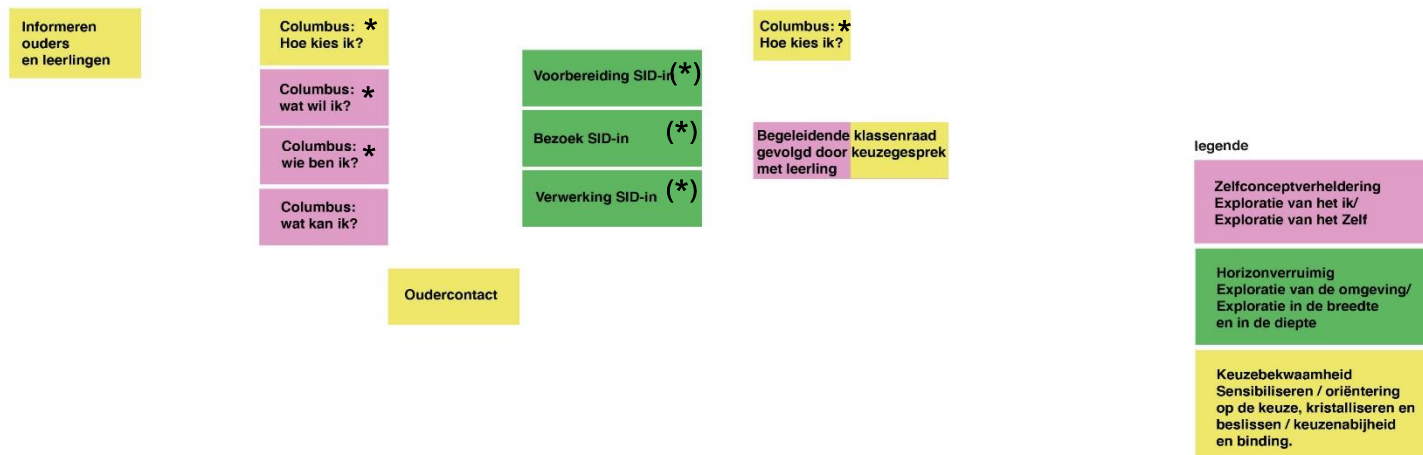 Informeren
ouders
en leerlingen
Columbus: *
Hoe kies ik?
Columbus: *
wat wil ik?
Columbus: *
wie ben ik?
Columbus:
wat kan ik?
Oudercontact
Voorbereiding SID-in (*)
Bezoek SID-in (*)
Verwerking SID-in (*)
Columbus: *
Hoe kies ik?
Begeleidende klassenraad
gevolgd door keuzegesprek
met leerling
legende
Zelfconceptverheldering
Exploratie van het ik/
Exploratie van het Zelf
Horizonverruimig
Exploratie van de omgeving/
Exploratie in de breedte
en in de diepte
Keuzebekwaamheid
Sensibiliseren / oriëntering
op de keuze, kristalliseren en
beslissen / keuzenabijheid
en binding.